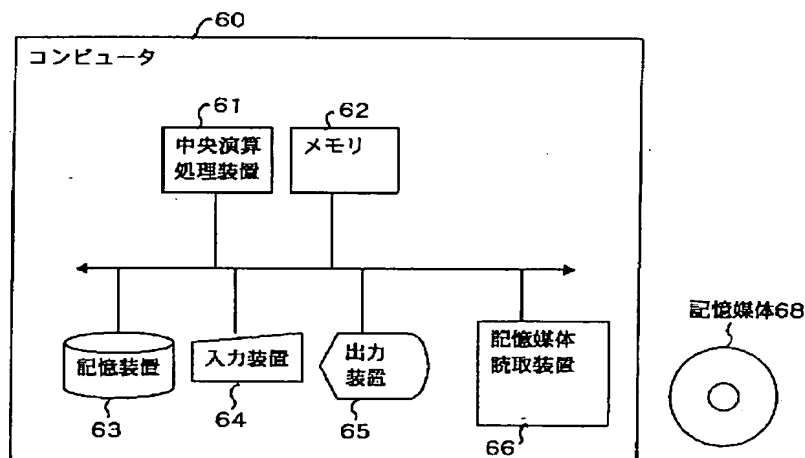 60
コンピュータ
61
62
中央演算
処理装置
メモリ
記憶装置
入力装置
出力
装置
記憶媒体
読取装置
記憶媒体68
63
64
65
66